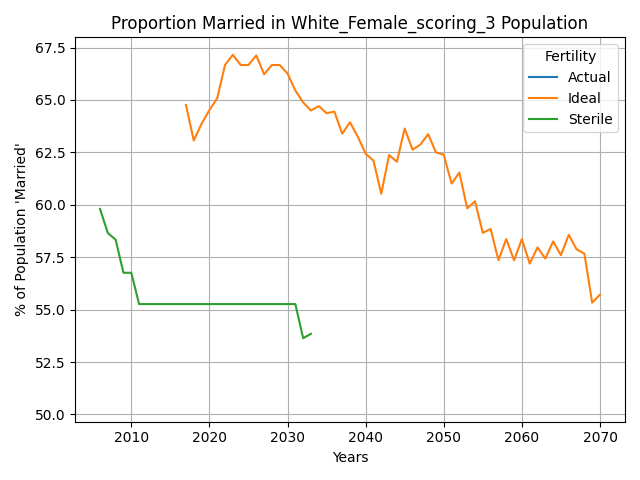 Proportion Married in White_Female_scoring_3 Population
% of Population 'Married'
67.5
65.0
62.5
60.0
57.5
55.0
52.5
50.0
Fertility
Actual
Ideal
Sterile
2010 2020 2030 2040 2050 2060 2070
Years